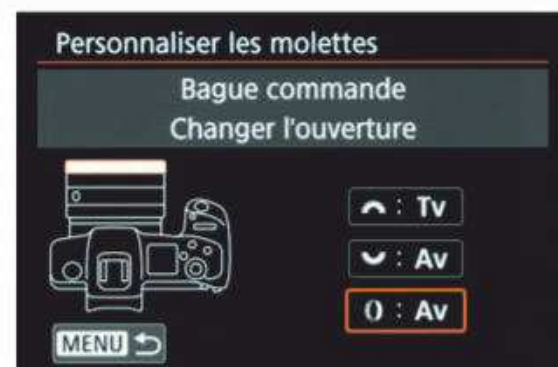 Personnaliser les molettes
Bague commande
Changer l'ouverture
: Tv
: Av
: Av
MENU